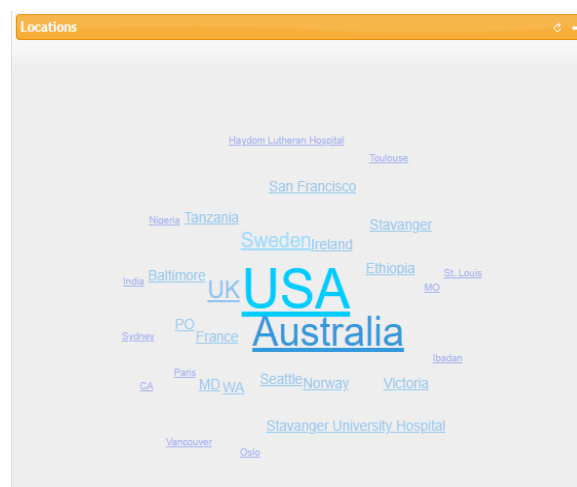 Locations
Haydom Lutheran Hospital
Toulouse
San Francisco
Nigeria Tanzania
Stavanger
Sweden Ireland
Ethiopia
St. Louis
India Baltimore
UK USA
MO
Australia
PO
France
Sydney
Ibadan
Paris
CA
MD WA
Seattle Norway
Victoria
Stavanger University Hospital
Vancouver
Oslo